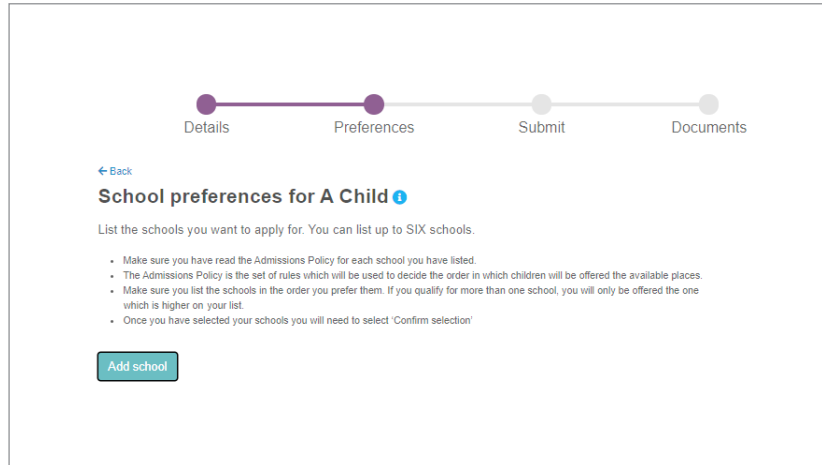 Details Preferences Submit Documents
← Back
School preferences for A Child
List the schools you want to apply for. You can list up to SIX schools.
• Make sure you have read the Admissions Policy for each school you have listed.
• The Admissions Policy is the set of rules which will be used to decide the order in which children will be offered the available places.
• Make sure you list the schools in the order you prefer them. If you qualify for more than one school, you will only be offered the one
which is higher on your list.
• Once you have selected your schools you will need to select 'Confirm selection'
Add school